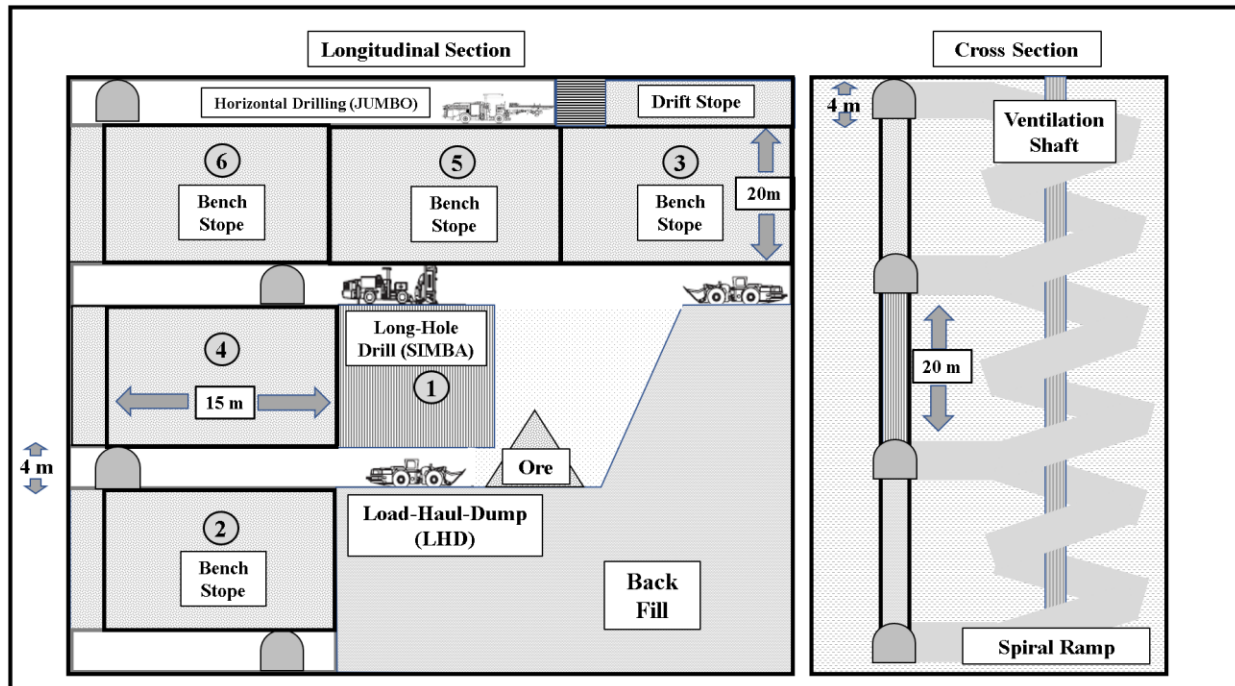 Longitudinal Section
Horizontal Drilling (JUMBO)
Drift Stope
6
Bench
Stope
5
Bench
Stope
3
Bench
Stope
20m
4
15 m
Long-Hole
Drill (SIMBA)
1
4 m
Ore
2
Bench
Stope
Load-Haul-Dump
(LHD)
Back
Fill
Cross Section
4 m
Ventilation
Shaft
20 m
Spiral Ramp